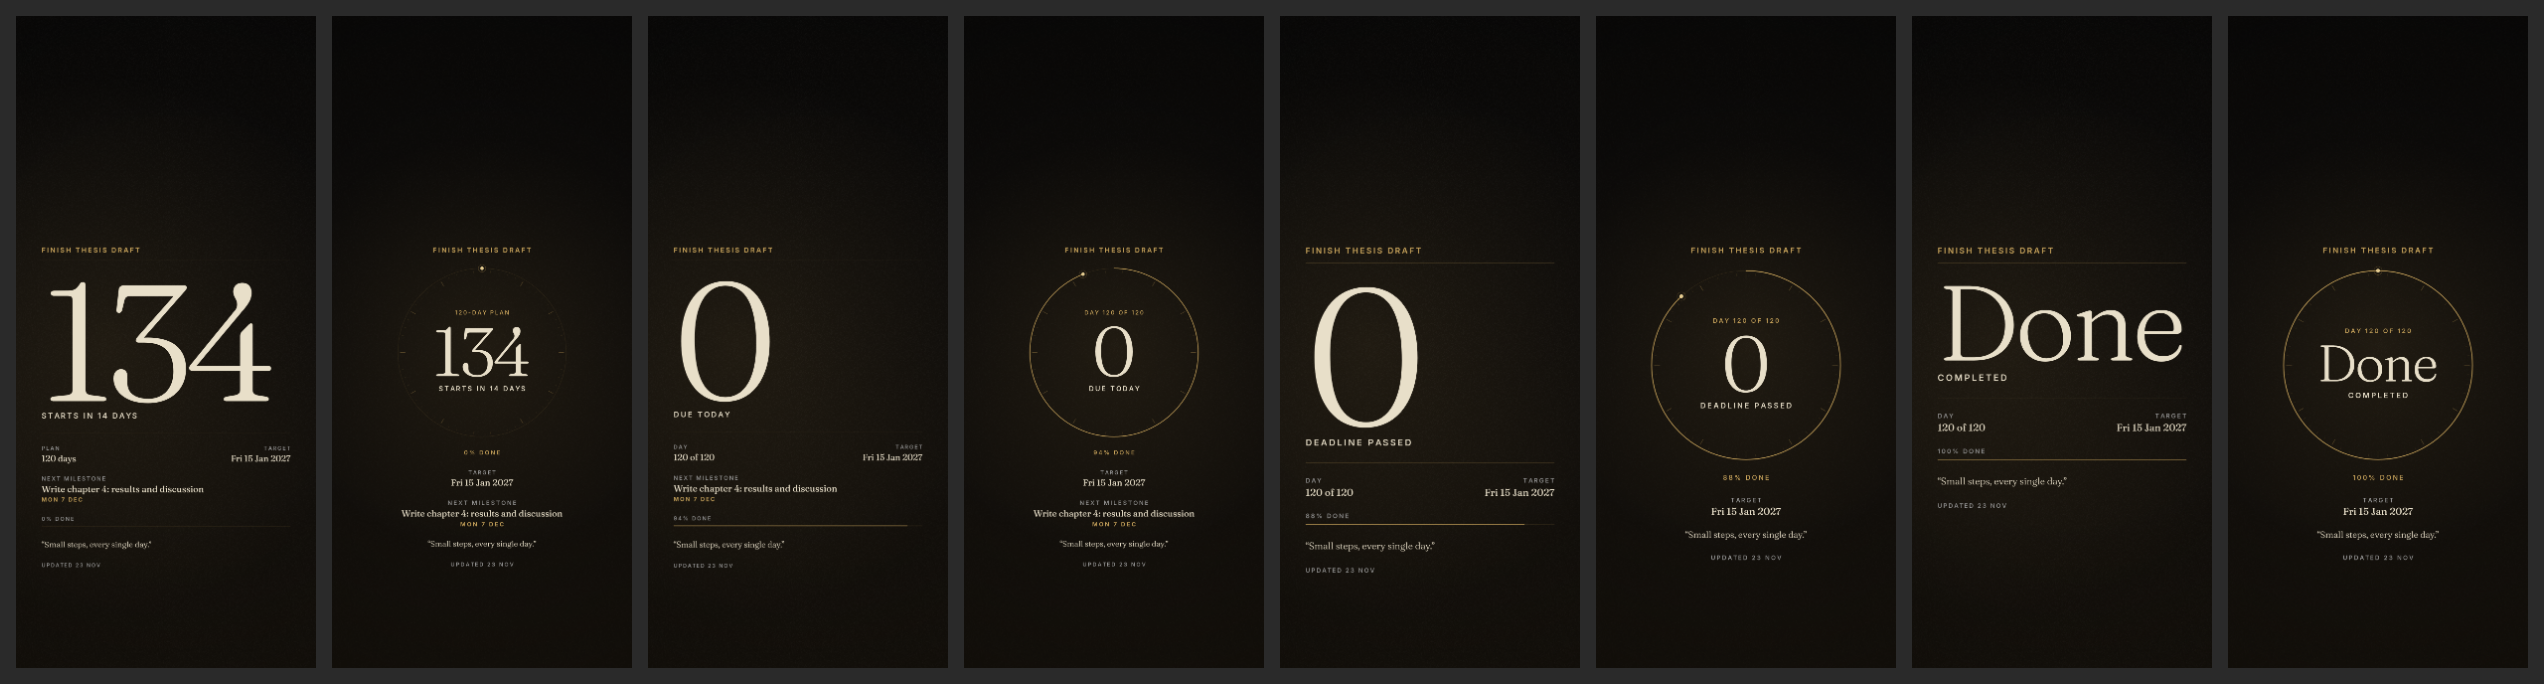 FINISH THESIS DRAFT
134
STARTS IN 14 DAYS
PLAN
TARGET
120 days
Fri 15 Jan 2027
NEXT MILESTONE
Write chapter 4: results and discussion
MON 7 DEC
0% DONE
"Small steps, every single day."
UPDATED 23 NOV
FINISH THESIS DRAFT
120-DAY PLAN
134
STARTS IN 14 DAYS
0% DONE
TARGET
Fri 15 Jan 2027
NEXT MILESTONE
Write chapter 4: results and discussion
MON 7 DEC
"Small steps, every single day."
UPDATED 23 NOV
FINISH THESIS DRAFT
0
DUE TODAY
DAY
TARGET
120 of 120
Fri 15 Jan 2027
NEXT MILESTONE
Write chapter 4: results and discussion
MON 7 DEC
94% DONE
"Small steps, every single day."
UPDATED 23 NOV
FINISH THESIS DRAFT
DAY 120 OF 120
0
DUE TODAY
94% DONE
TARGET
Fri 15 Jan 2027
NEXT MILESTONE
Write chapter 4: results and discussion
MON 7 DEC
"Small steps, every single day."
UPDATED 23 NOV
FINISH THESIS DRAFT
0
DEADLINE PASSED
DAY
TARGET
120 of 120
Fri 15 Jan 2027
88% DONE
"Small steps, every single day."
UPDATED 23 NOV
FINISH THESIS DRAFT
DAY 120 OF 120
0
DEADLINE PASSED
88% DONE
TARGET
Fri 15 Jan 2027
"Small steps, every single day."
UPDATED 23 NOV
FINISH THESIS DRAFT
Done
COMPLETED
DAY
TARGET
120 of 120
Fri 15 Jan 2027
100% DONE
"Small steps, every single day."
UPDATED 23 NOV
FINISH THESIS DRAFT
DAY 120 OF 120
Done
COMPLETED
100% DONE
TARGET
Fri 15 Jan 2027
"Small steps, every single day."
UPDATED 23 NOV